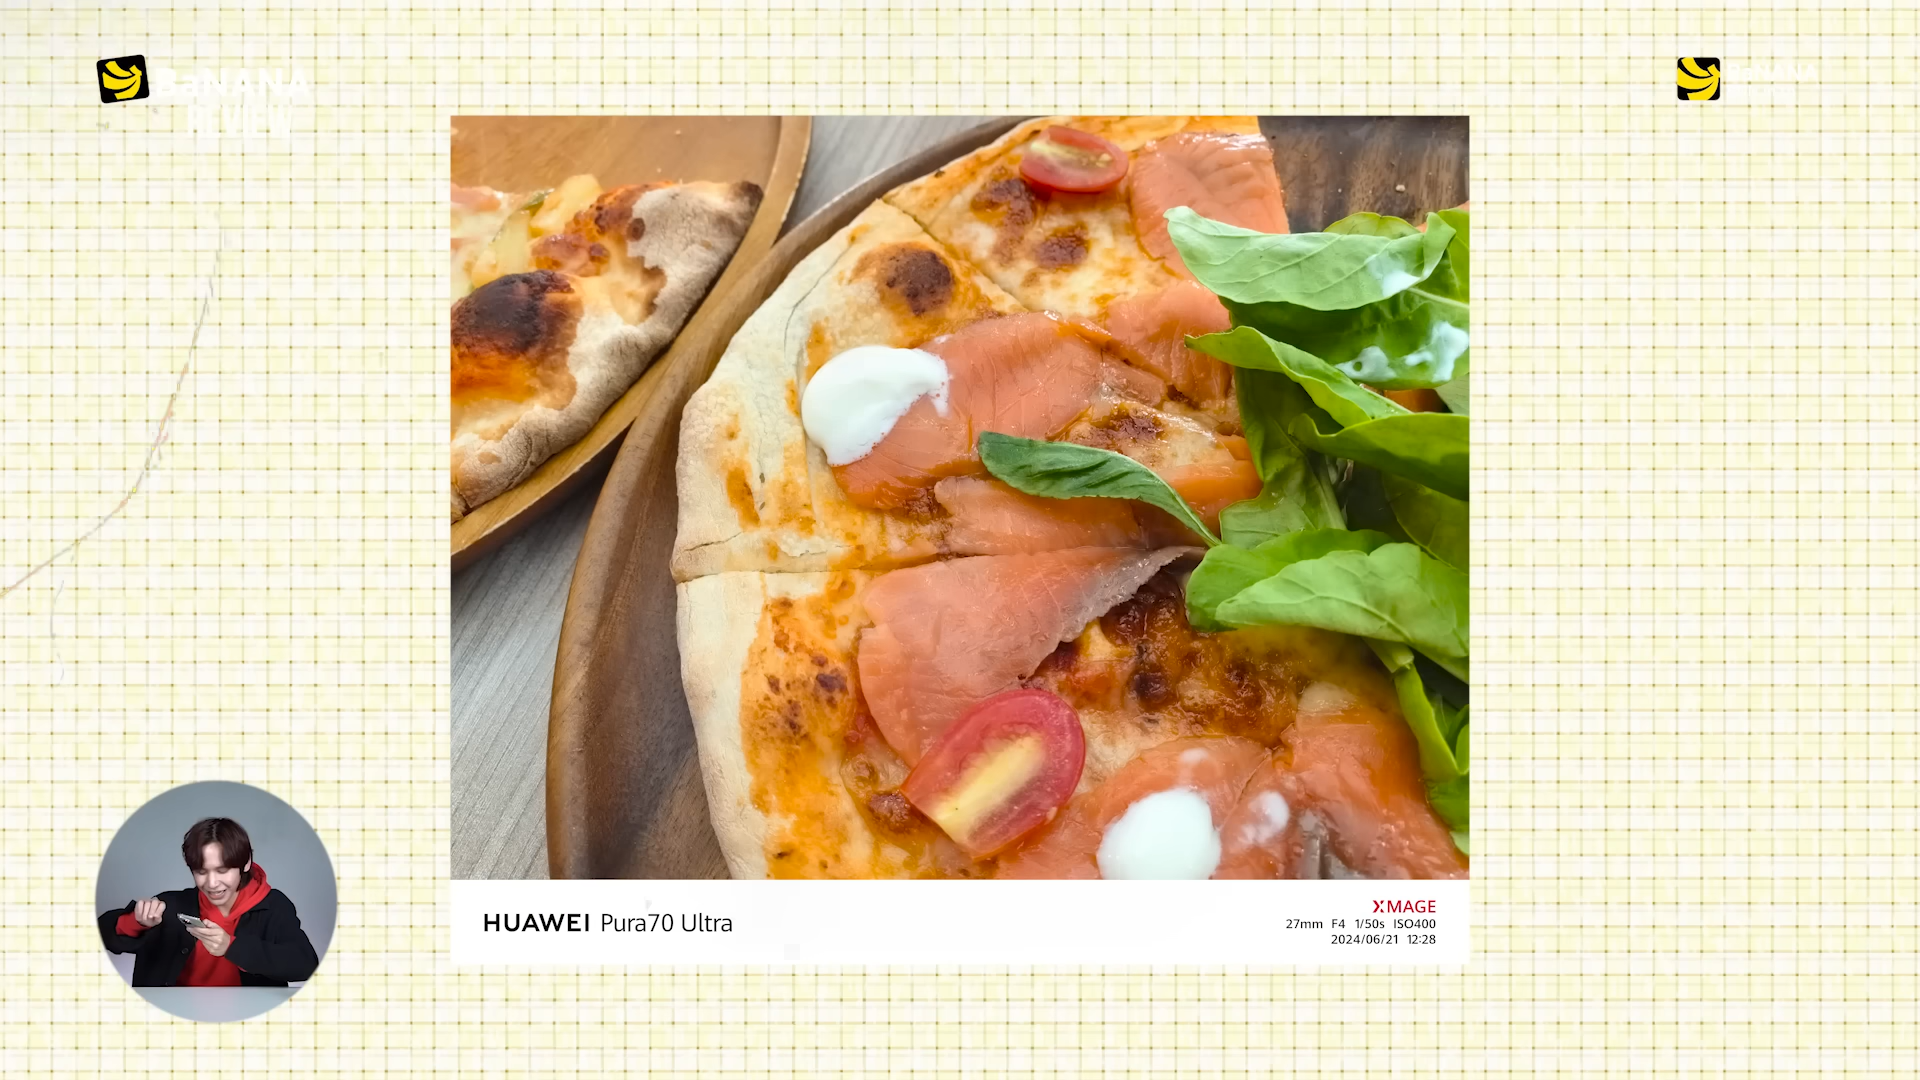 BaNANA
REVIEW
HUAWEI Pura70 Ultra
XMAGE
27mm F4 1/50s ISO400
2024/06/21 12:28